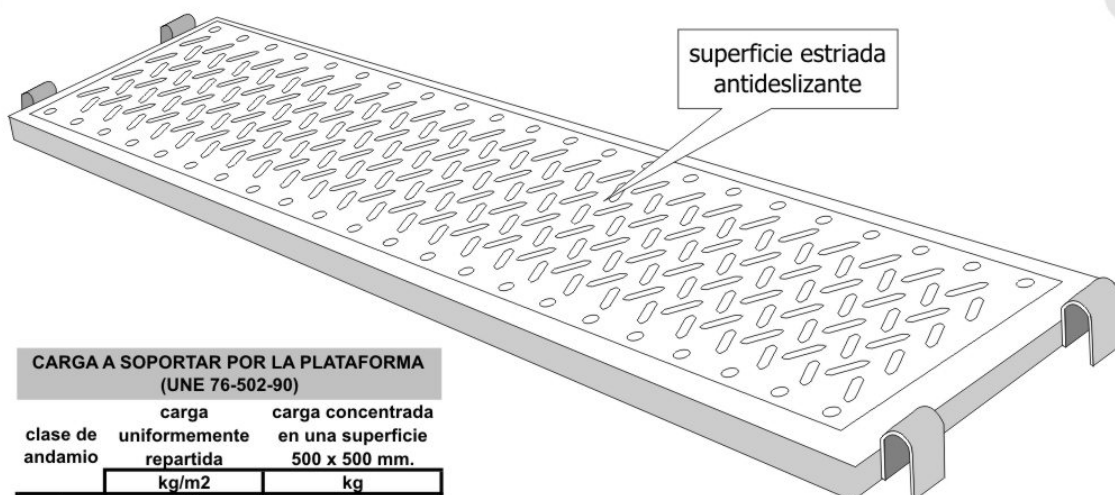 superficie estriada
antideslizante
CARGA A SOPORTAR POR LA PLATAFORMA
(UNE 76-502-90)
clase de andamio
carga uniformemente repartida
carga concentrada en una superficie 500 x 500 mm.
kg/m2
kg